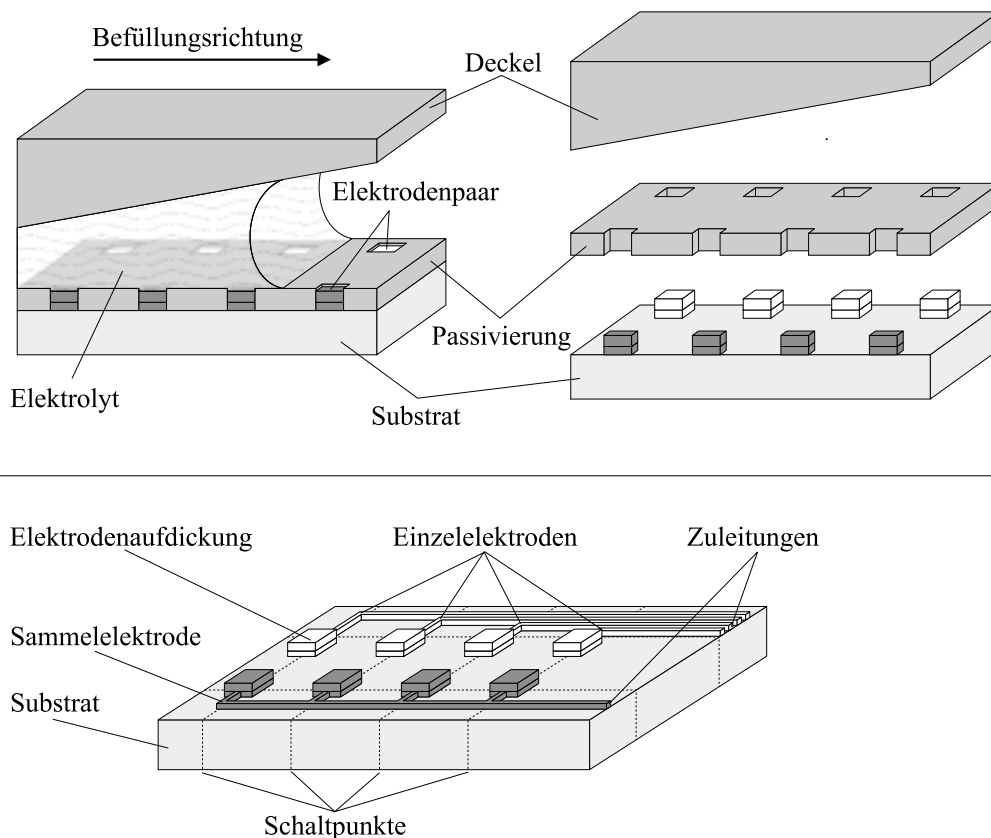 Befüllungsrichtung
Deckel
Elektrodenpaar
Passivierung
Elektrolyt
Substrat
Elektrodenaufdickung
Einzelelektroden
Zuleitungen
Sammelelektrode
Substrat
Schaltpunkte